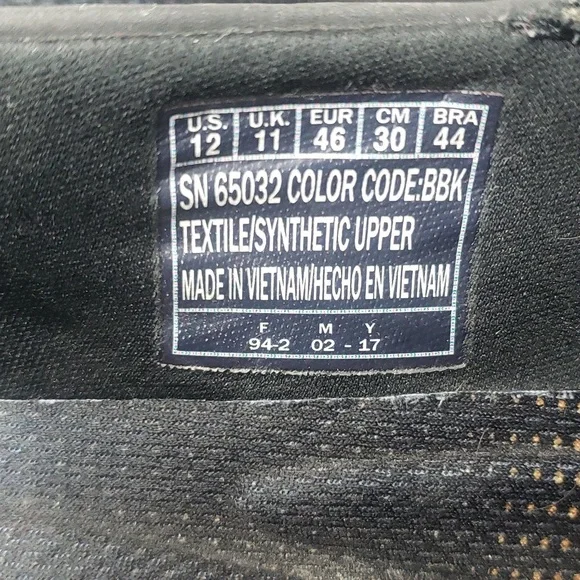 U.S. U.K. EUR CM BRA
12 11 46 30 44
SN 65032 COLOR CODE:BBK
TEXTILE/SYNTHETIC UPPER
MADE IN VIETNAM/HECHO EN VIETNAM
F M Y
94-2 02 - 17